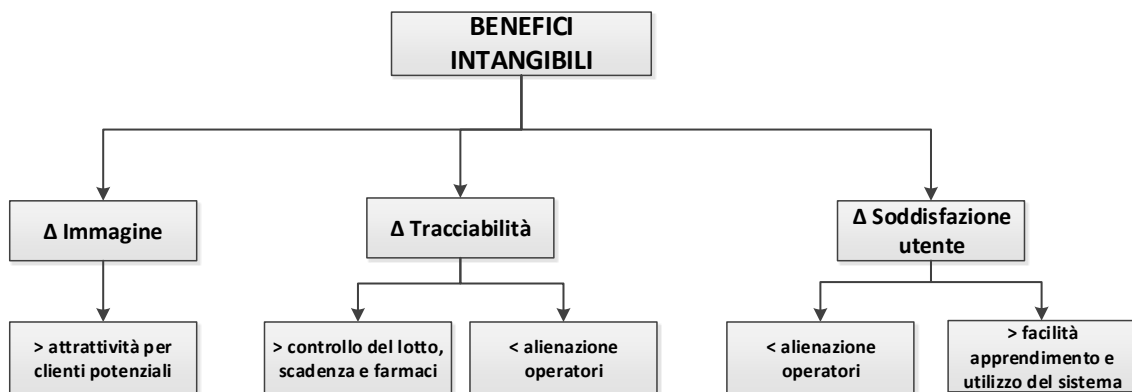 BENEFICI
INTANGIBILI
Δ Immagine
Δ Tracciabilità
Δ Soddisfazione
utente
> attrattività per
clienti potenziali
> controllo del lotto,
scadenza e farmaci
< alienazione
operatori
< alienazione
operatori
> facilità
apprendimento e
utilizzo del sistema